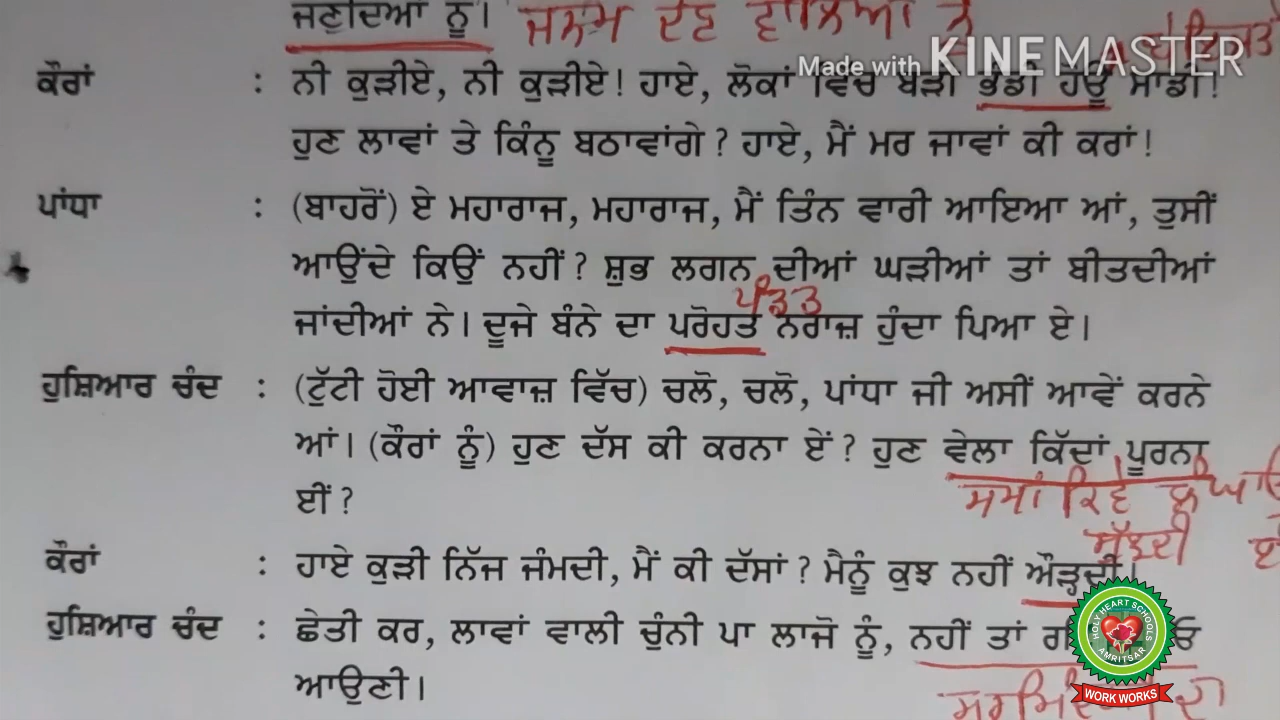 ਜਣਦਿਆਂ ਨੂੰ। ਜਨਮ ਦੇਣ ਵਾਲਿਆਂ ਨੂੰ
Made with KINEMASTER
ਕੌਰਾਂ : ਨੀ ਕੁੜੀਏ, ਨੀ ਕੁੜੀਏ! ਹਾਏ, ਲੋਕਾਂ ਵਿੱਚ ਬੜੀ ਭੰਡੀ ਹੋਊ ਸਾਡੀ!
ਹੁਣ ਲਾਵਾਂ ਤੇ ਕਿੰਨੂ ਬਠਾਵਾਂਗੇ? ਹਾਏ, ਮੈਂ ਮਰ ਜਾਵਾਂ ਕੀ ਕਰਾਂ!
ਪਾਂਧਾ : (ਬਾਹਰੋਂ) ਏ ਮਹਾਰਾਜ, ਮਹਾਰਾਜ, ਮੈਂ ਤਿੰਨ ਵਾਰੀ ਆਇਆ ਆਂ, ਤੁਸੀਂ
ਆਉਂਦੇ ਕਿਉਂ ਨਹੀਂ? ਸ਼ੁਭ ਲਗਨ ਦੀਆਂ ਘੜੀਆਂ ਤਾਂ ਬੀਤਦੀਆਂ
ਪੰਡਤ
ਜਾਂਦੀਆਂ ਨੇ। ਦੂਜੇ ਬੰਨੇ ਦਾ ਪਰੋਹਤ ਨਰਾਜ਼ ਹੁੰਦਾ ਪਿਆ ਏ।
ਹੁਸ਼ਿਆਰ ਚੰਦ : (ਟੁੱਟੀ ਹੋਈ ਆਵਾਜ਼ ਵਿੱਚ) ਚਲੋ, ਚਲੋ, ਪਾਂਧਾ ਜੀ ਅਸੀਂ ਆਵੇਂ ਕਰਨੇ
ਆਂ। (ਕੌਰਾਂ ਨੂੰ) ਹੁਣ ਦੱਸ ਕੀ ਕਰਨਾ ਏਂ? ਹੁਣ ਵੇਲਾ ਕਿੱਦਾਂ ਪੂਰਨਾ
ਈਂ? ਸਮਾਂ ਕਿਵੇਂ
ਸੁੱਝਦੀ
ਕੌਰਾਂ : ਹਾਏ ਕੁੜੀ ਨਿੱਜ ਜੰਮਦੀ, ਮੈਂ ਕੀ ਦੱਸਾਂ? ਮੈਨੂੰ ਕੁਝ ਨਹੀਂ ਔੜ੍ਹਦੀ।
ਹੁਸ਼ਿਆਰ ਚੰਦ : ਛੇਤੀ ਕਰ, ਲਾਵਾਂ ਵਾਲੀ ਚੁੰਨੀ ਪਾ ਲਾਜੋ ਨੂੰ, ਨਹੀਂ ਤਾਂ
ਆਉਣੀ।
HOLY HEART SCHOOLS
AMRITSAR
WORK WORKS